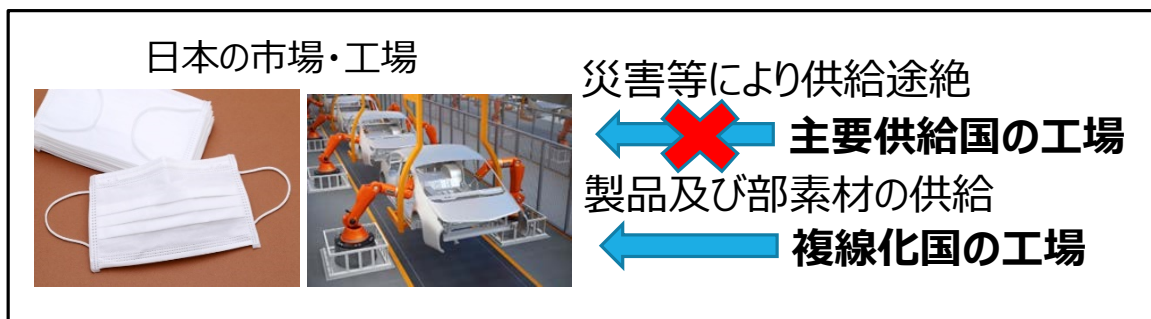 日本の市場・工場
災害等により供給途絶
主要供給国の工場
製品及び部素材の供給
複線化国の工場